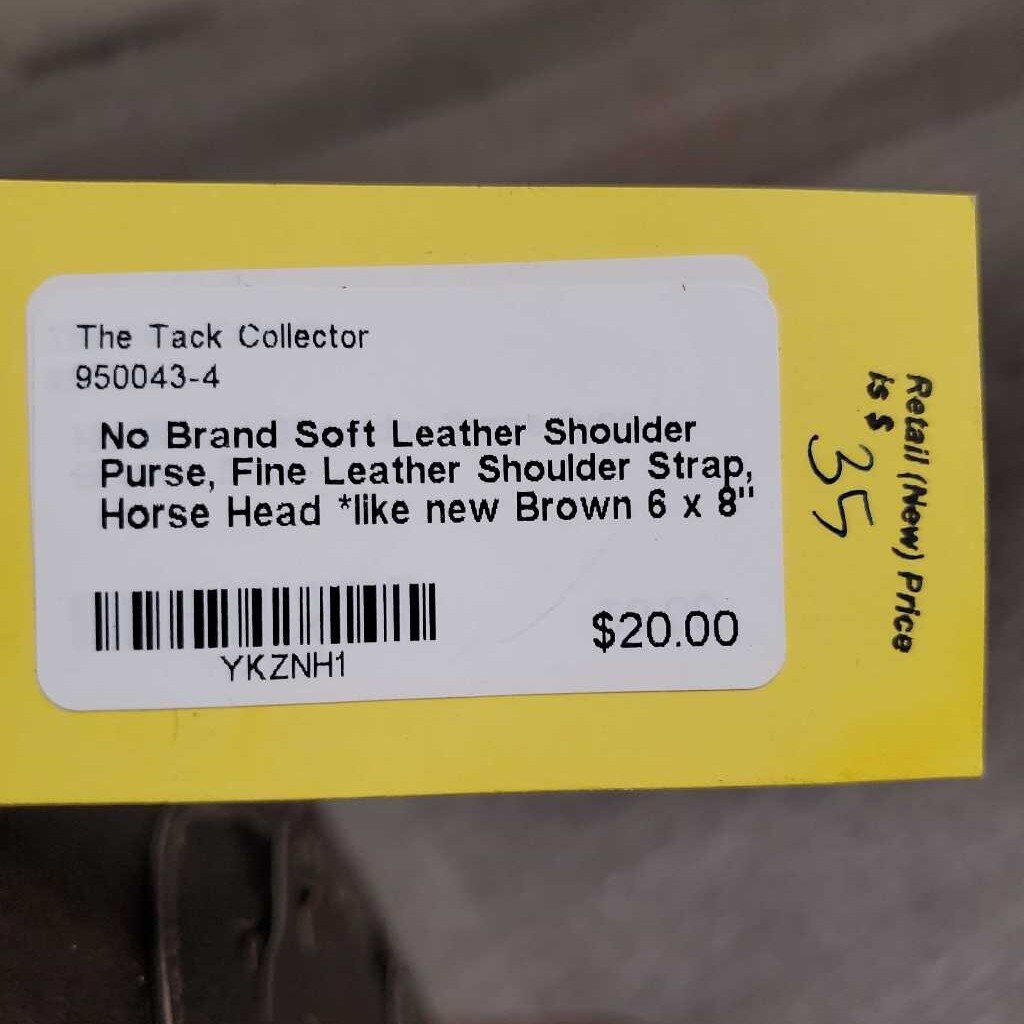 The Tack Collector
950043-4
No Brand Soft Leather Shoulder
Purse, Fine Leather Shoulder Strap,
Horse Head *like new Brown 6 x 8"
YKZNH1
$20.00
Retail (New) Price
is $
35